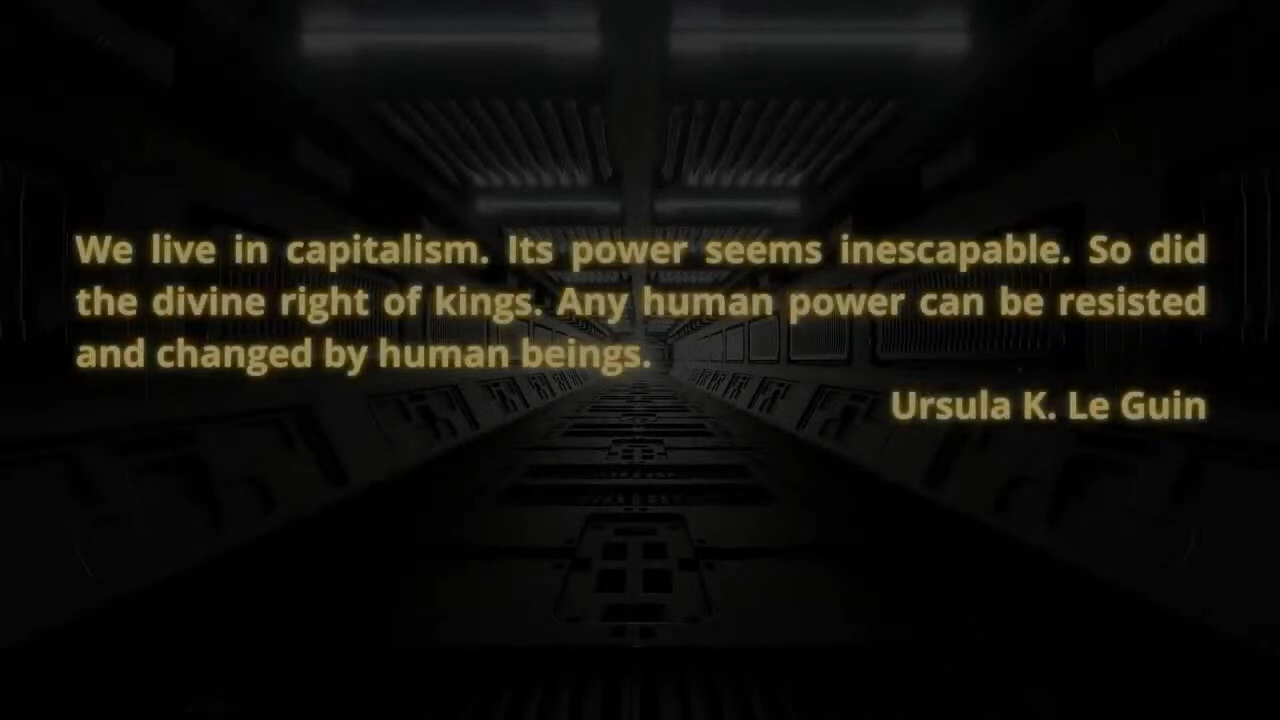 We live in capitalism. Its power seems inescapable. So did
the divine right of kings. Any human power can be resisted
and changed by human beings.
Ursula K. Le Guin